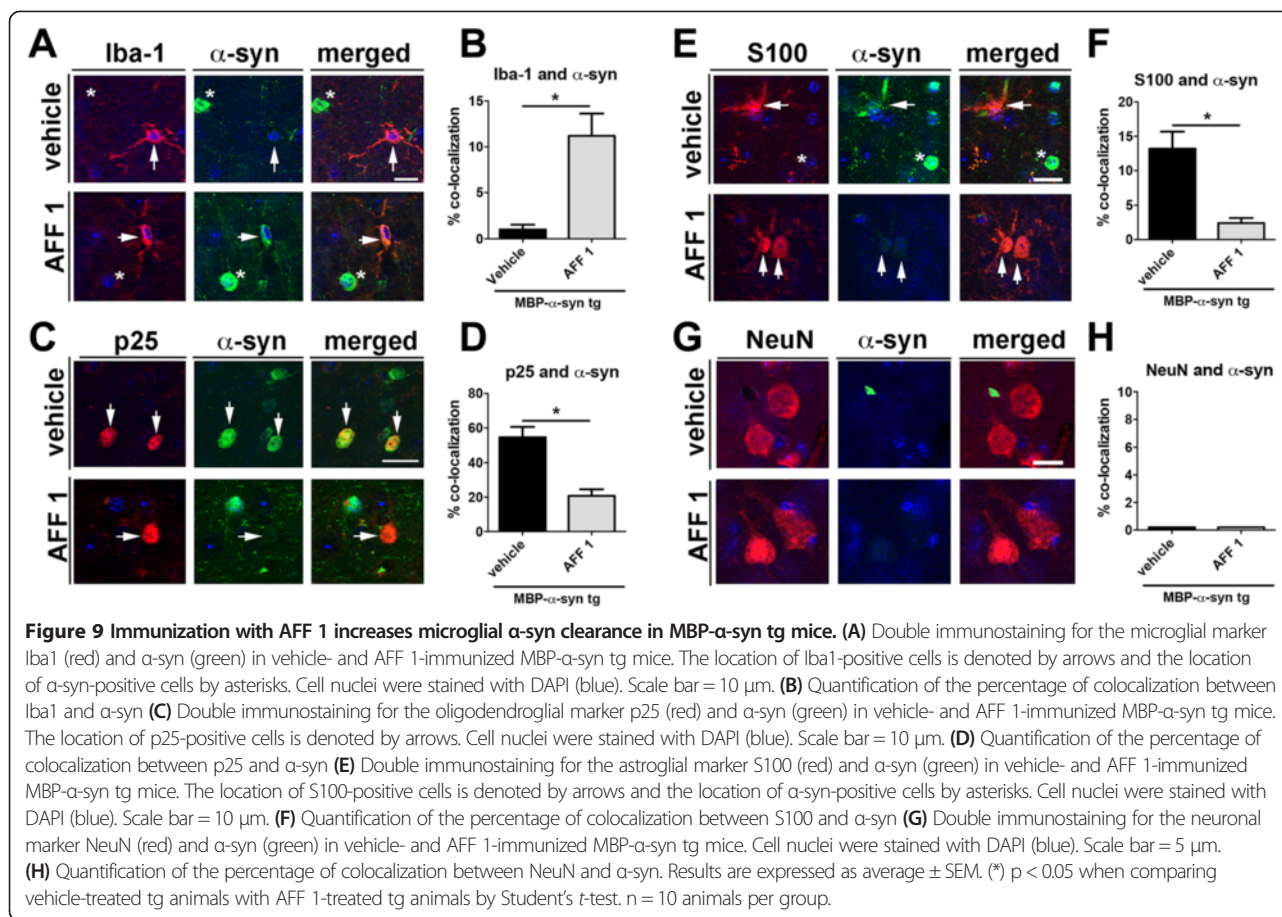 A
Iba-1 α-syn merged
vehicle
AFF 1
* * *
* * *
B
Iba-1 and α-syn
*
% co-localization
15
10
5
0
Vehicle AFF 1
MBP-α-syn tg
E
S100 α-syn merged
vehicle
AFF 1
* * *
F
S100 and α-syn
*
% co-localization
20
15
10
5
0
Vehicle AFF 1
MBP-α-syn tg
C
p25 α-syn merged
vehicle
AFF 1
D
p25 and α-syn
*
% co-localization
80
60
40
20
0
vehicle AFF 1
MBP-α-syn tg
G
NeuN α-syn merged
vehicle
AFF 1
H
NeuN and α-syn
% co-localization
10
8
6
4
2
0
vehicle AFF 1
MBP-α-syn tg
Figure 9 Immunization with AFF 1 increases microglial α-syn clearance in MBP-α-syn tg mice. (A) Double immunostaining for the microglial marker
Iba1 (red) and α-syn (green) in vehicle- and AFF 1-immunized MBP-α-syn tg mice. The location of Iba1-positive cells is denoted by arrows and the location
of α-syn-positive cells by asterisks. Cell nuclei were stained with DAPI (blue). Scale bar = 10 μm. (B) Quantification of the percentage of colocalization between
Iba1 and α-syn (C) Double immunostaining for the oligodendroglial marker p25 (red) and α-syn (green) in vehicle- and AFF 1-immunized MBP-α-syn tg mice.
The location of p25-positive cells is denoted by arrows. Cell nuclei were stained with DAPI (blue). Scale bar = 10 μm. (D) Quantification of the percentage of
colocalization between p25 and α-syn (E) Double immunostaining for the astroglial marker S100 (red) and α-syn (green) in vehicle- and AFF 1-immunized
MBP-α-syn tg mice. The location of S100-positive cells is denoted by arrows and the location of α-syn-positive cells by asterisks. Cell nuclei were stained with
DAPI (blue). Scale bar = 10 μm. (F) Quantification of the percentage of colocalization between S100 and α-syn (G) Double immunostaining for the neuronal
marker NeuN (red) and α-syn (green) in vehicle- and AFF 1-immunized MBP-α-syn tg mice. Cell nuclei were stained with DAPI (blue). Scale bar = 5 μm.
(H) Quantification of the percentage of colocalization between NeuN and α-syn. Results are expressed as average ± SEM. (*) p < 0.05 when comparing
vehicle-treated tg animals with AFF 1-treated tg animals by Student's t-test. n = 10 animals per group.